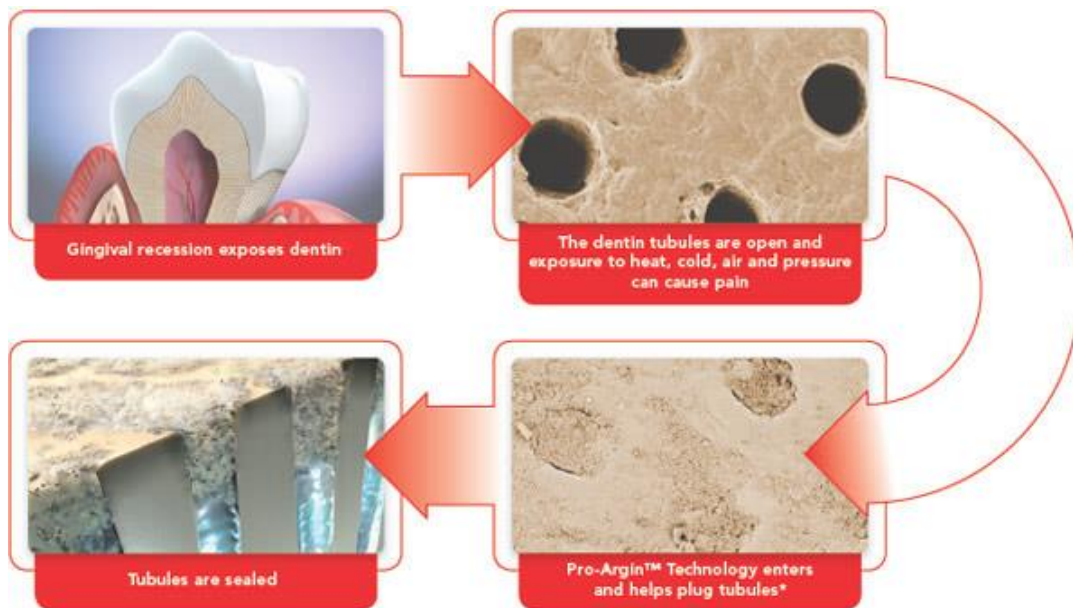 Gingival recession exposes dentin
The dentin tubules are open and
exposure to heat, cold, air and pressure
can cause pain
Pro-Argin™ Technology enters
and helps plug tubules*
Tubules are sealed